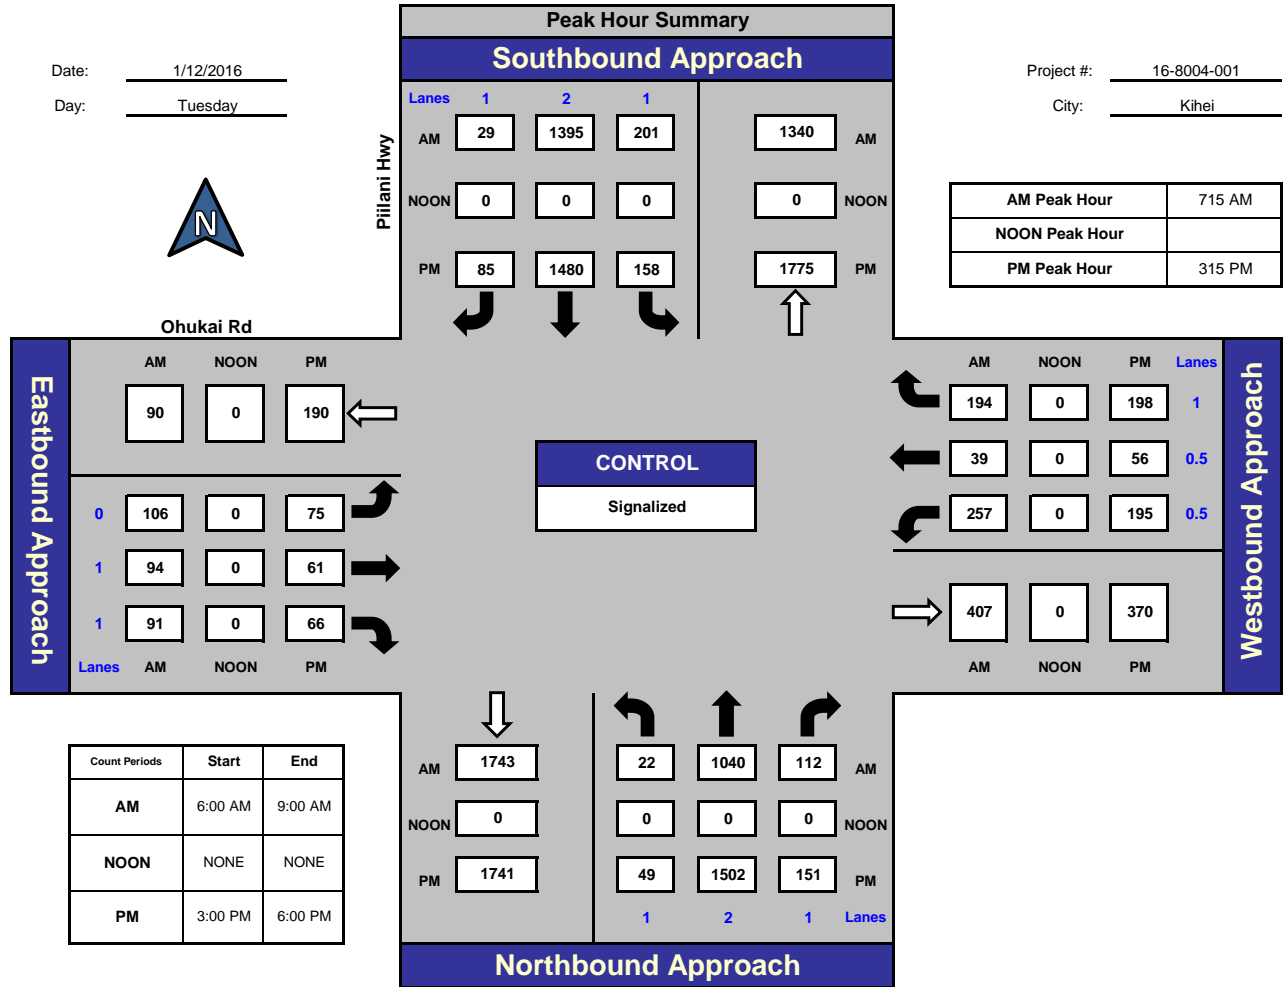 Peak Hour Summary
Southbound Approach
Date: 1/12/2016
Day: Tuesday
Project #: 16-8004-001
City: Kihei
N
Piilani Hwy
Lanes 1 2 1
AM 29 1395 201 1340 AM
NOON 0 0 0 0 NOON
PM 85 1480 158 1775 PM
AM Peak Hour 715 AM
NOON Peak Hour
PM Peak Hour 315 PM
Ohukai Rd
Eastbound Approach
AM NOON PM
90 0 190
0 106 0 75
1 94 0 61
1 91 0 66
Lanes AM NOON PM
CONTROL
Signalized
AM NOON PM Lanes
194 0 198 1
39 0 56 0.5
257 0 195 0.5
407 0 370
AM NOON PM
Westbound Approach
Count Periods Start End
AM 6:00 AM 9:00 AM
NOON NONE NONE
PM 3:00 PM 6:00 PM
AM 1743 22 1040 112 AM
NOON 0 0 0 0 NOON
PM 1741 49 1502 151 PM
1 2 1 Lanes
Northbound Approach